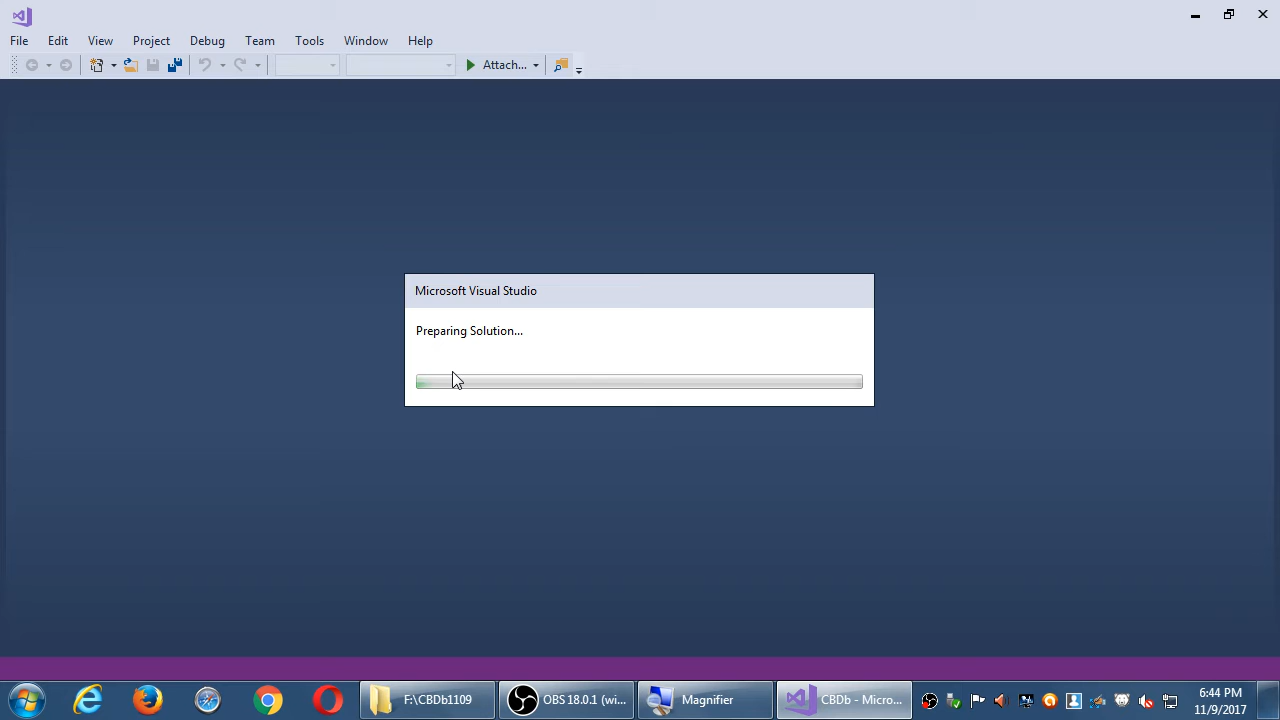 File Edit View Project Debug Team Tools Window Help
Attach...
Microsoft Visual Studio
Preparing Solution...
F:\CBDb1109 OBS 18.0.1 (wi... Magnifier CBDb - Micro... 6:44 PM
11/9/2017